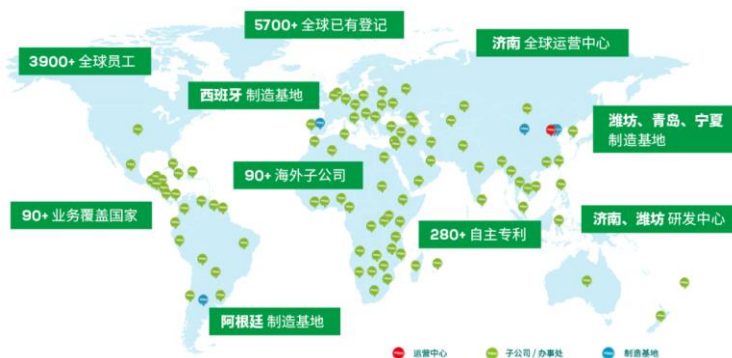 5700+ 全球已有登记
济南 全球运营中心
3900+ 全球员工
西班牙 制造基地
潍坊、青岛、宁夏
制造基地
90+ 海外子公司
90+ 业务覆盖国家
280+ 自主专利
济南、潍坊 研发中心
阿根廷 制造基地
运营中心
子公司 / 办事处
制造基地